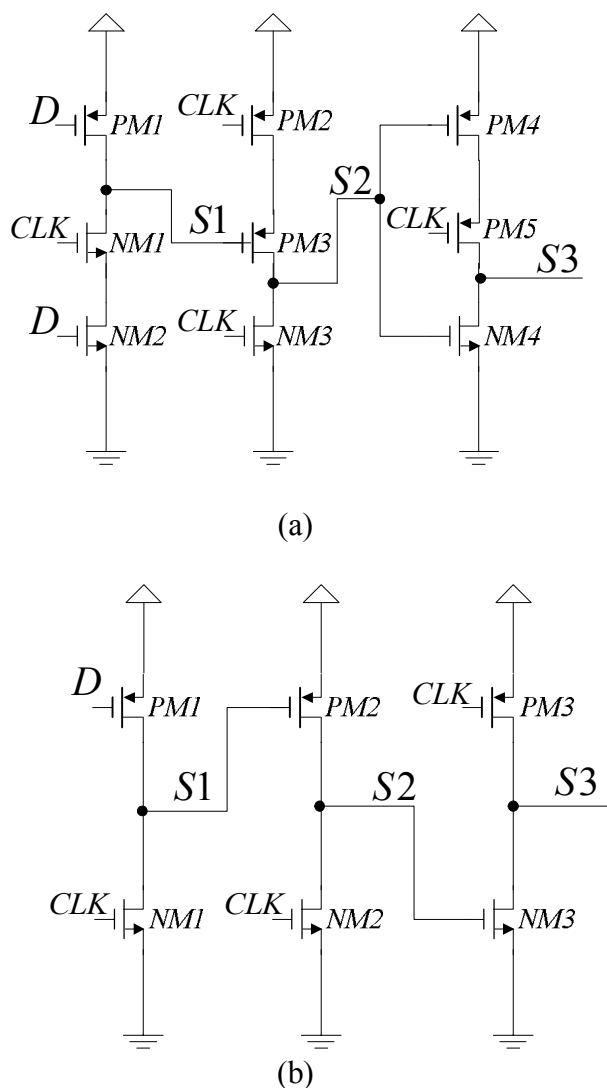 D
PM1
CLK
PM2
PM4
S2
CLK
NM1
S1
PM3
CLK
PM5
S3
D
NM2
CLK
NM3
NM4
(a)
D
PM1
PM2
CLK
PM3
S1
S2
S3
CLK
NM1
CLK
NM2
NM3
(b)